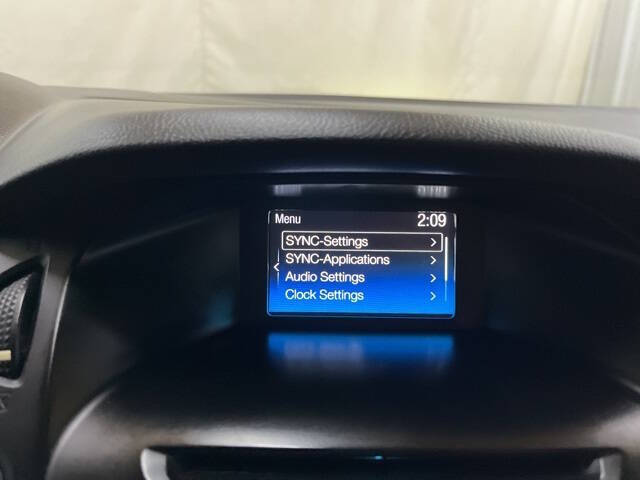 Menu 2:09
SYNC-Settings
SYNC-Applications
Audio Settings
Clock Settings